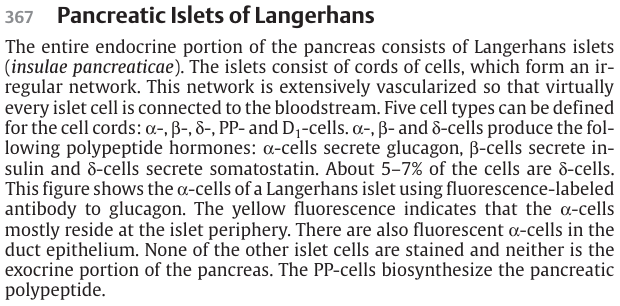 367 Pancreatic Islets of Langerhans
The entire endocrine portion of the pancreas consists of Langerhans islets
(insulae pancreaticae). The islets consist of cords of cells, which form an ir-
regular network. This network is extensively vascularized so that virtually
every islet cell is connected to the bloodstream. Five cell types can be defined
for the cell cords: α-, β-, δ-, PP- and D₁-cells. α-, β- and δ-cells produce the fol-
lowing polypeptide hormones: α-cells secrete glucagon, β-cells secrete in-
sulin and δ-cells secrete somatostatin. About 5–7% of the cells are δ-cells.
This figure shows the α-cells of a Langerhans islet using fluorescence-labeled
antibody to glucagon. The yellow fluorescence indicates that the α-cells
mostly reside at the islet periphery. There are also fluorescent α-cells in the
duct epithelium. None of the other islet cells are stained and neither is the
exocrine portion of the pancreas. The PP-cells biosynthesize the pancreatic
polypeptide.